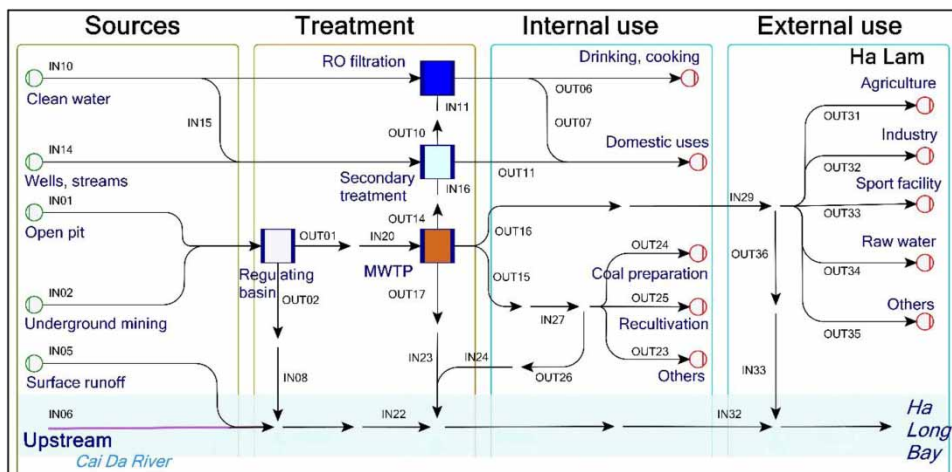 Sources
Treatment
Internal use
External use
IN10
Clean water
IN15
IN14
Wells, streams
IN01
Open pit
IN02
Underground mining
IN05
Surface runoff
IN06
Upstream
Cai Da River
RO filtration
IN11
OUT10
Secondary
treatment
IN16
OUT14
OUT01
IN20
Regulating
basin
MWTP
OUT02
OUT17
IN08
IN23
IN24
IN22
Drinking, cooking
OUT06
OUT07
Domestic uses
OUT11
OUT16
OUT15
OUT24
Coal preparation
OUT25
IN27
Recultivation
OUT26
OUT23
Others
Ha Lam
Agriculture
OUT31
Industry
OUT32
Sport facility
IN29
OUT33
OUT36
Raw water
OUT34
Others
OUT35
IN33
IN32
Ha
Long
Bay